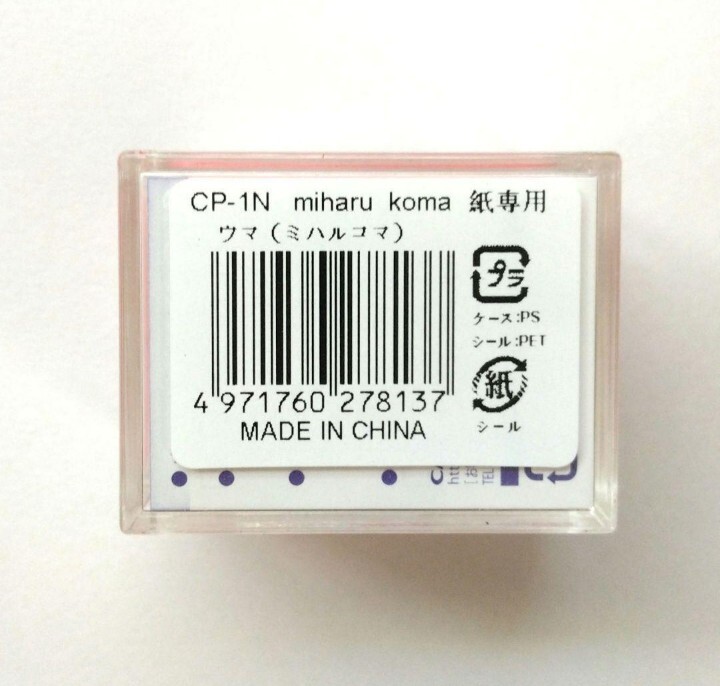 CP-1N miharu koma 紙専用
ウマ（ミハルコマ）
プラ
ケース:PS
シール:PET
紙
シール
4 971760 278137
MADE IN CHINA
TEL